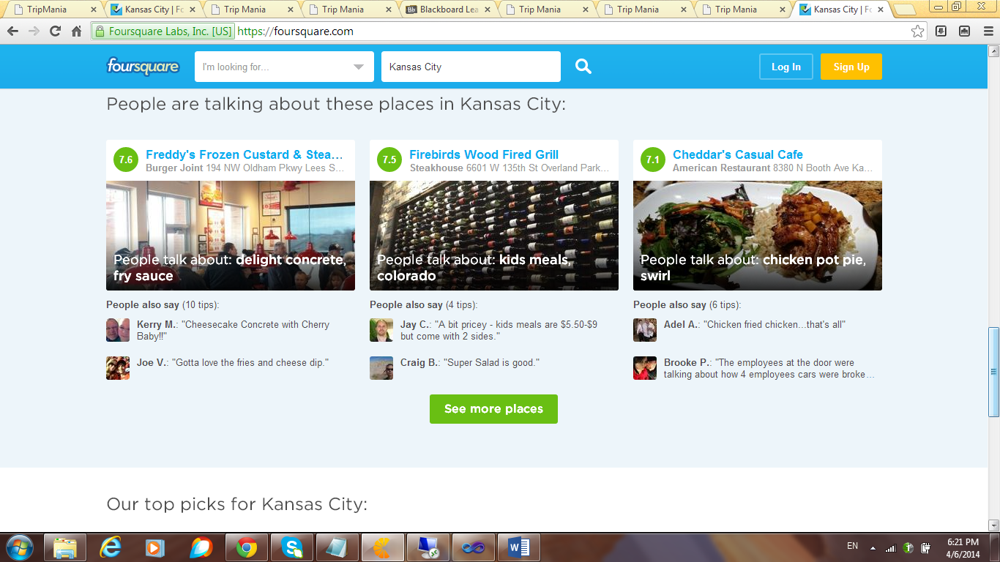 TripMania
Kansas City | Fo
Trip Mania
Trip Mania
Blackboard Lea
Trip Mania
Trip Mania
Trip Mania
Kansas City | Fo
Foursquare Labs, Inc. [US] https://foursquare.com
foursquare
I'm looking for...
Kansas City
Log In
Sign Up
People are talking about these places in Kansas City:
7.6
Freddy's Frozen Custard & Stea...
Burger Joint 194 NW Oldham Pkwy Lees S...
People talk about: delight concrete,
fry sauce
People also say (10 tips):
Kerry M.: "Cheesecake Concrete with Cherry
Baby!!"
Joe V.: "Gotta love the fries and cheese dip."
7.5
Firebirds Wood Fired Grill
Steakhouse 6601 W 135th St Overland Park...
People talk about: kids meals,
colorado
People also say (4 tips):
Jay C.: "A bit pricey - kids meals are $5.50-$9
but come with 2 sides."
Craig B.: "Super Salad is good."
7.1
Cheddar's Casual Cafe
American Restaurant 8380 N Booth Ave Ka...
People talk about: chicken pot pie,
swirl
People also say (6 tips):
Adel A.: "Chicken fried chicken...that's all"
Brooke P.: "The employees at the door were
talking about how 4 employees cars were broke...
See more places
Our top picks for Kansas City:
EN
6:21 PM
4/6/2014